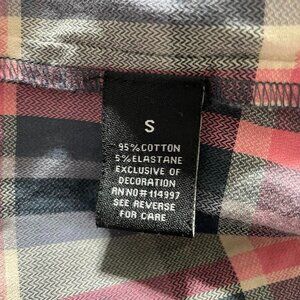 S
95% COTTON
5% ELASTANE
EXCLUSIVE OF
DECORATION
RN NO# 114997
SEE REVERSE
FOR CARE